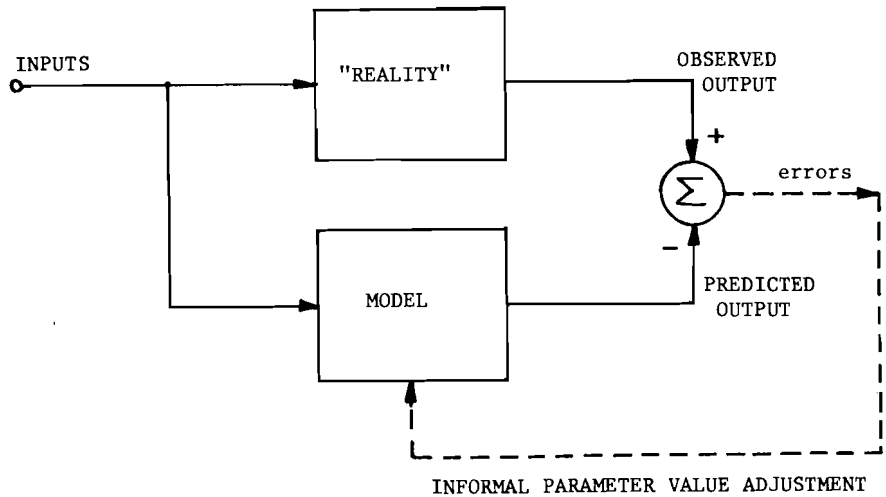 INPUTS
"REALITY"
OBSERVED
OUTPUT
+
Σ
errors
−
MODEL
PREDICTED
OUTPUT
INFORMAL PARAMETER VALUE ADJUSTMENT